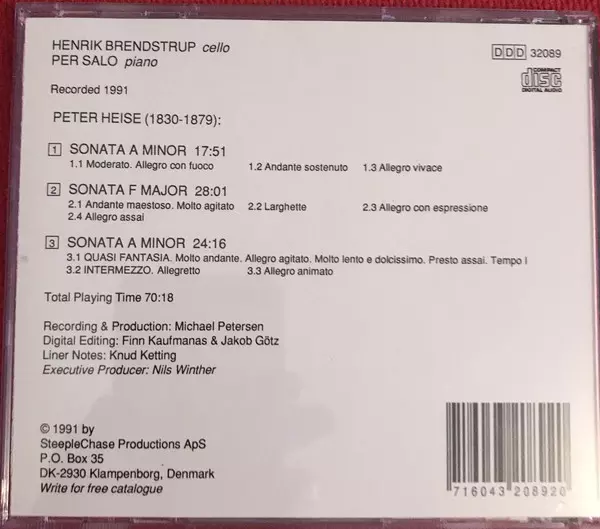 HENRIK BRENDSTRUP cello
PER SALO piano
DDD 32089
COMPACT
disc
DIGITAL AUDIO
Recorded 1991
PETER HEISE (1830-1879):
1 SONATA A MINOR 17:51
1.1 Moderato. Allegro con fuoco 1.2 Andante sostenuto 1.3 Allegro vivace
2 SONATA F MAJOR 28:01
2.1 Andante maestoso. Molto agitato 2.2 Larghette 2.3 Allegro con espressione
2.4 Allegro assai
3 SONATA A MINOR 24:16
3.1 QUASI FANTASIA. Molto andante. Allegro agitato. Molto lento e dolcissimo. Presto assai. Tempo I
3.2 INTERMEZZO. Allegretto 3.3 Allegro animato
Total Playing Time 70:18
Recording & Production: Michael Petersen
Digital Editing: Finn Kaufmanas & Jakob Götz
Liner Notes: Knud Ketting
Executive Producer: Nils Winther
© 1991 by
SteepleChase Productions ApS
P.O. Box 35
DK-2930 Klampenborg, Denmark
Write for free catalogue
716043 208920